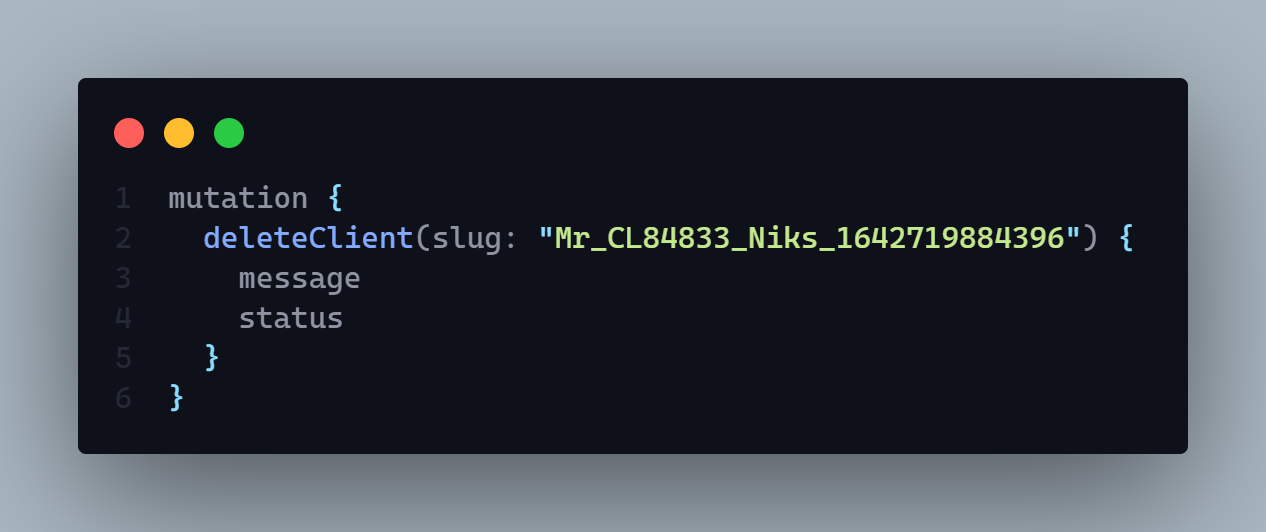 1 mutation {
2   deleteClient(slug: "Mr_CL84833_Niks_1642719884396") {
3     message
4     status
5   }
6 }